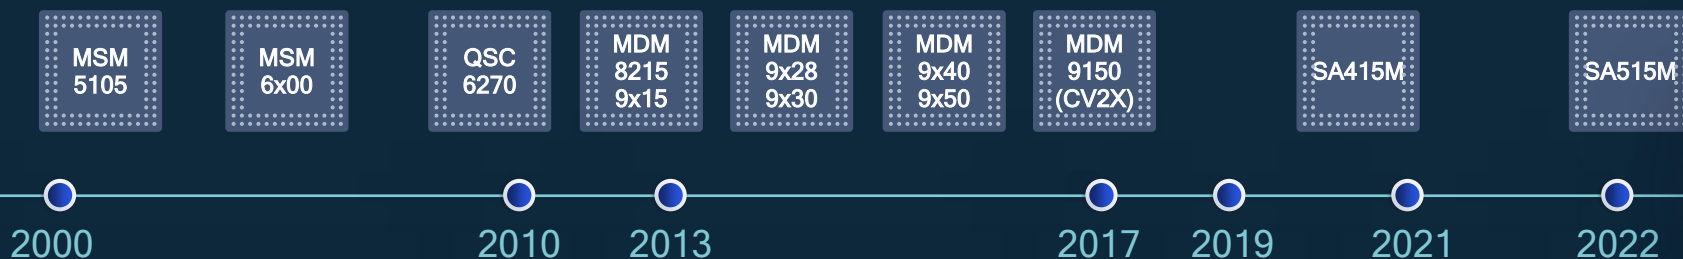 MSM
5105
MSM
6x00
QSC
6270
MDM
8215
9x15
MDM
9x28
9x30
MDM
9x40
9x50
MDM
9150
(CV2X)
SA415M
SA515M
2000
2010
2013
2017
2019
2021
2022